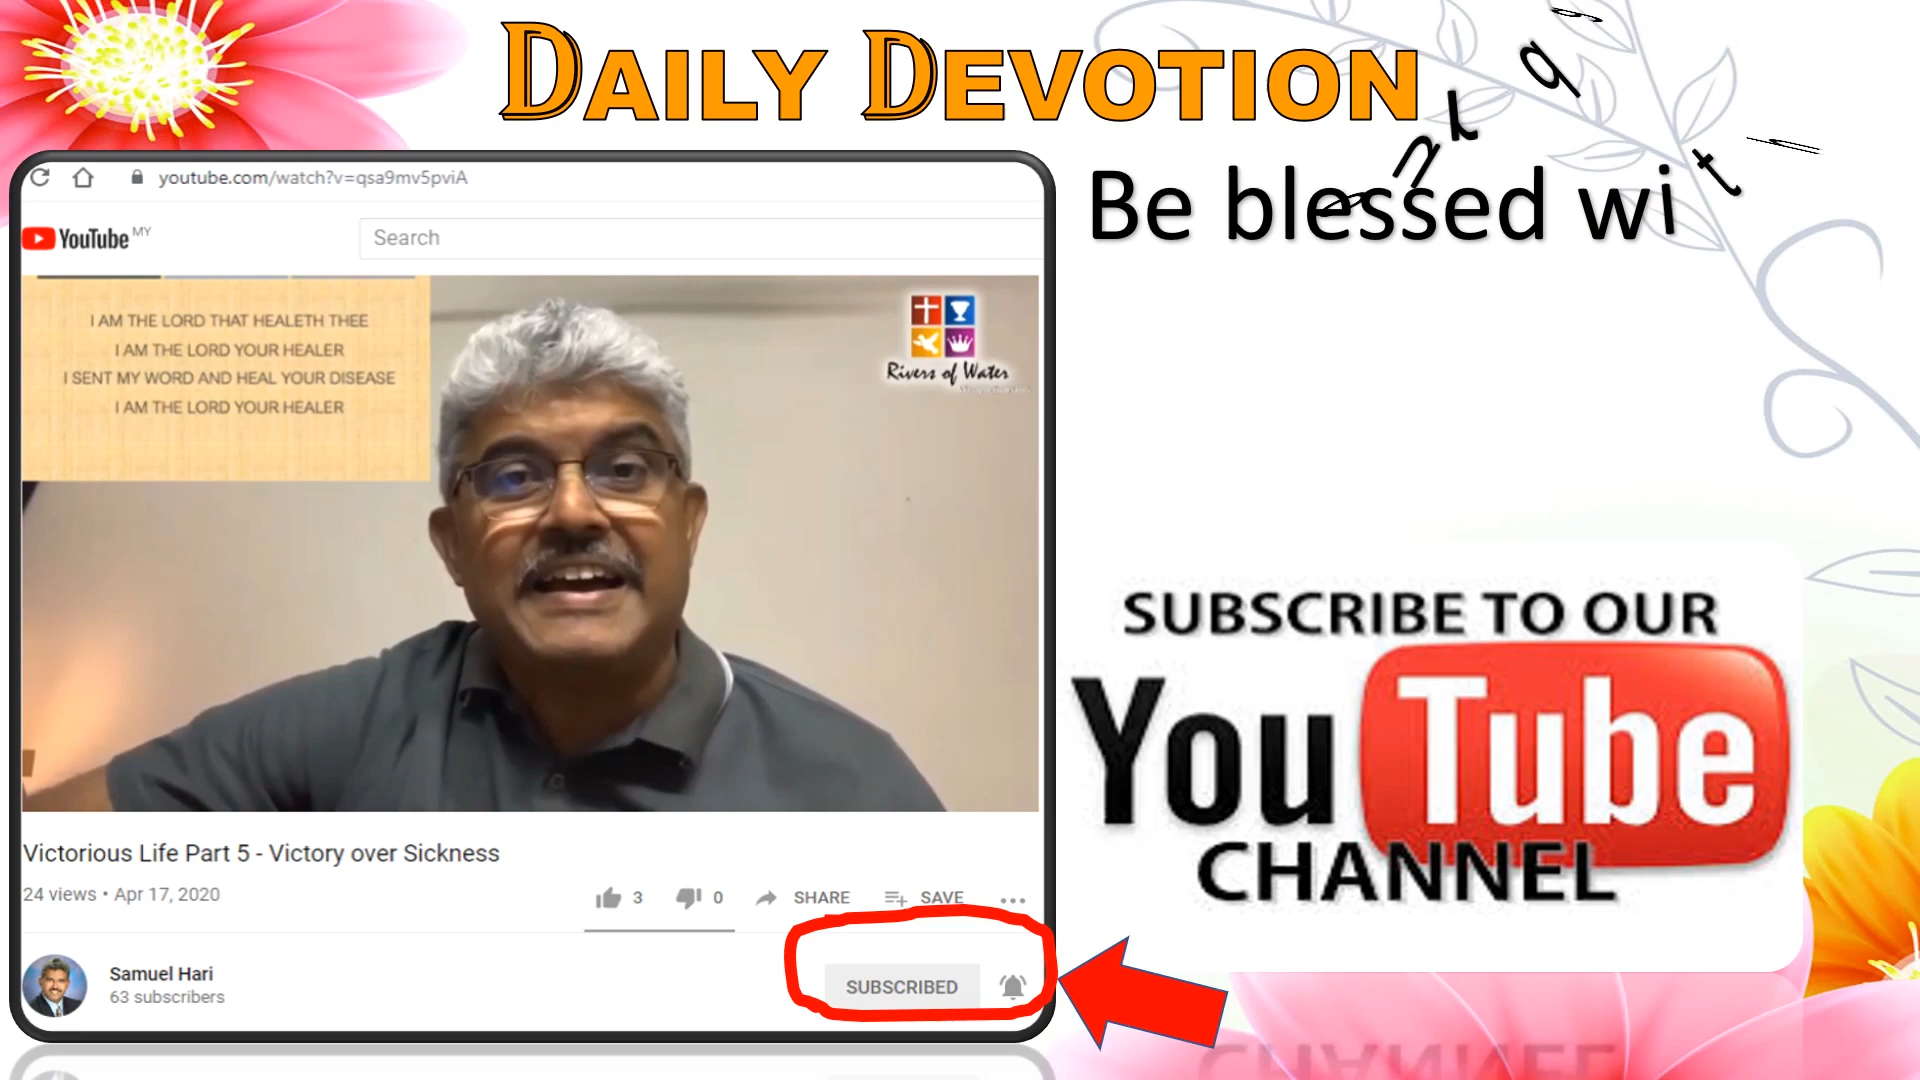 DAILY DEVOTION
Be blessed wit
youtube.com/watch?v=qsa9mv5pviA
YouTube MY
Search
I AM THE LORD THAT HEALETH THEE
I AM THE LORD YOUR HEALER
I SENT MY WORD AND HEAL YOUR DISEASE
I AM THE LORD YOUR HEALER
Rivers of Water
Victorious Life Part 5 - Victory over Sickness
24 views • Apr 17, 2020
3 0 SHARE SAVE
Samuel Hari
63 subscribers
SUBSCRIBED
SUBSCRIBE TO OUR
YouTube
CHANNEL